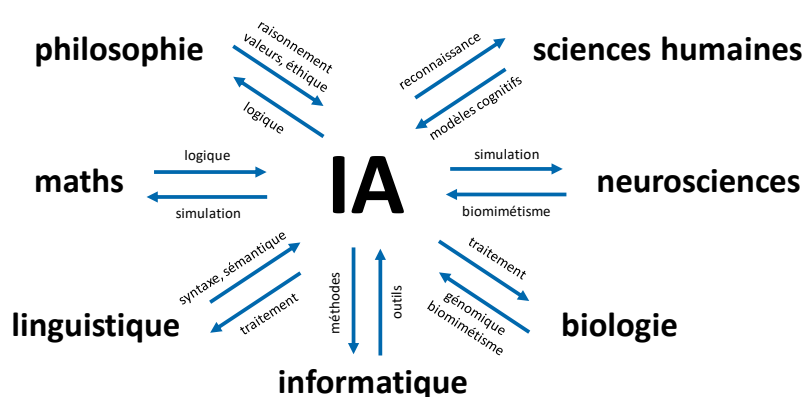 philosophie
raisonnement
valeurs, éthique
logique
reconnaissance
modèles cognitifs
sciences humaines
maths
logique
simulation
IA
simulation
biomimétisme
neurosciences
linguistique
syntaxe, sémantique
traitement
méthodes
outils
traitement
génomique
biomimétisme
biologie
informatique